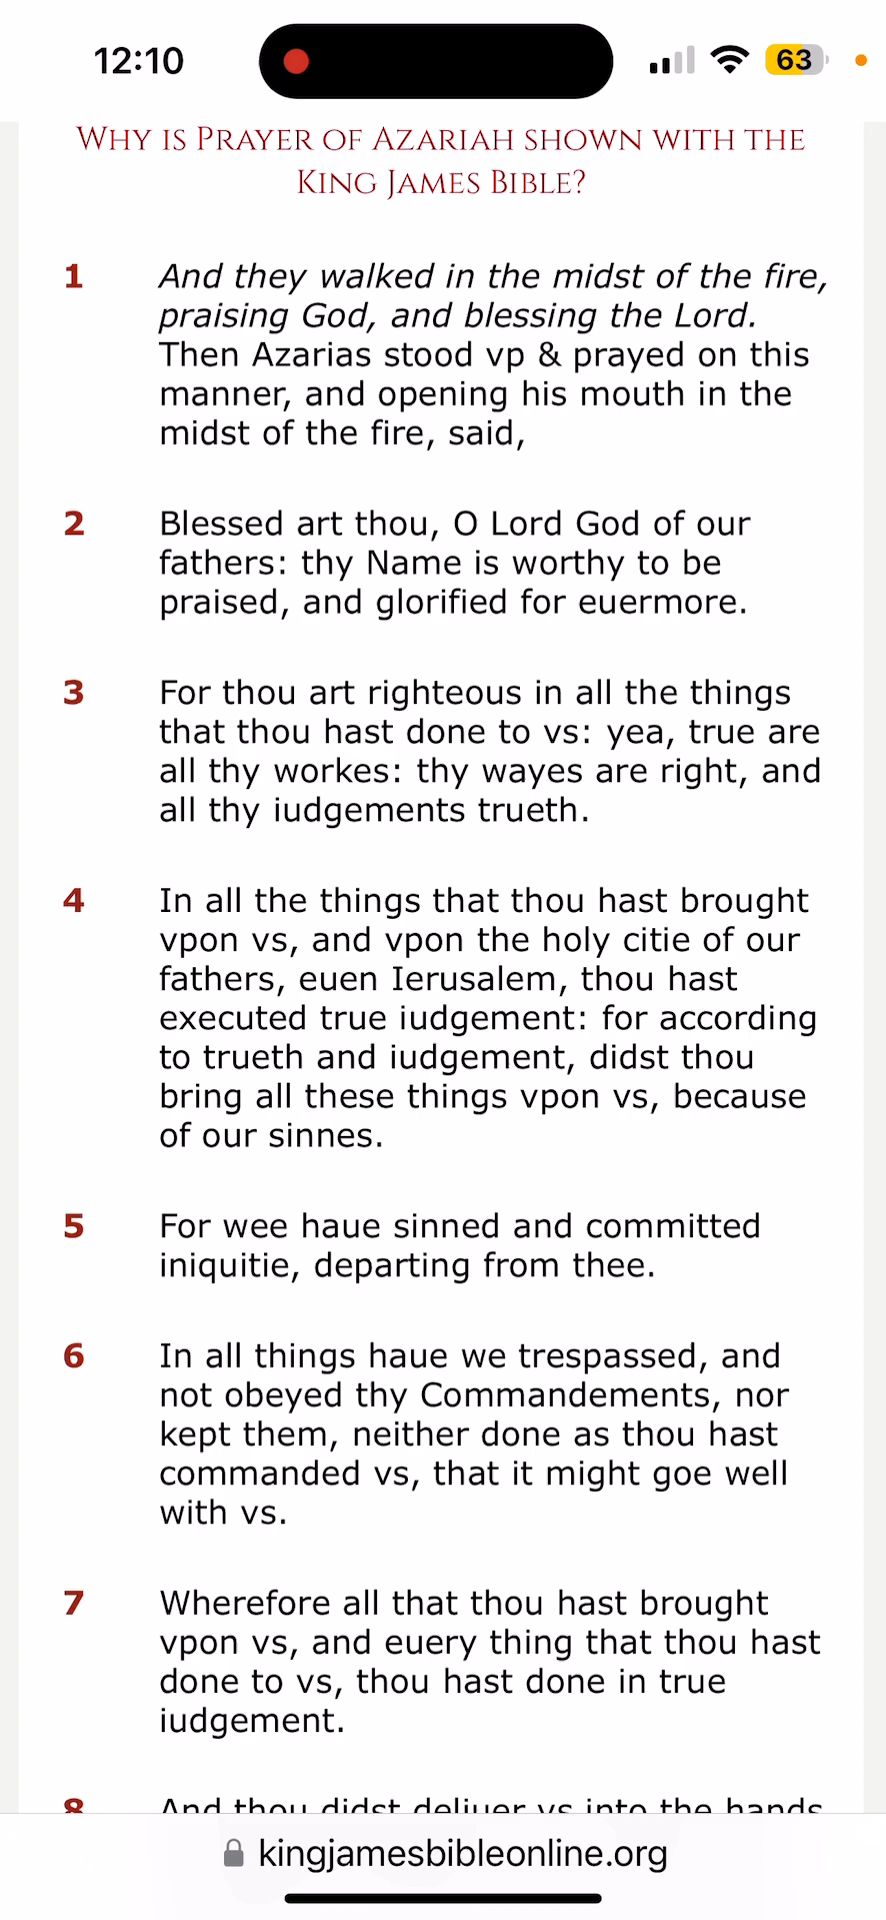 12:10
63
WHY IS PRAYER OF AZARIAH SHOWN WITH THE
KING JAMES BIBLE?
1 And they walked in the midst of the fire,
praising God, and blessing the Lord.
Then Azarias stood vp & prayed on this
manner, and opening his mouth in the
midst of the fire, said,
2 Blessed art thou, O Lord God of our
fathers: thy Name is worthy to be
praised, and glorified for euermore.
3 For thou art righteous in all the things
that thou hast done to vs: yea, true are
all thy workes: thy wayes are right, and
all thy iudgements trueth.
4 In all the things that thou hast brought
vpon vs, and vpon the holy citie of our
fathers, euen Ierusalem, thou hast
executed true iudgement: for according
to trueth and iudgement, didst thou
bring all these things vpon vs, because
of our sinnes.
5 For wee haue sinned and committed
iniquitie, departing from thee.
6 In all things haue we trespassed, and
not obeyed thy Commandements, nor
kept them, neither done as thou hast
commanded vs, that it might goe well
with vs.
7 Wherefore all that thou hast brought
vpon vs, and euery thing that thou hast
done to vs, thou hast done in true
iudgement.
8 And thou didst deliuer vs into the hands
kingjamesbibleonline.org